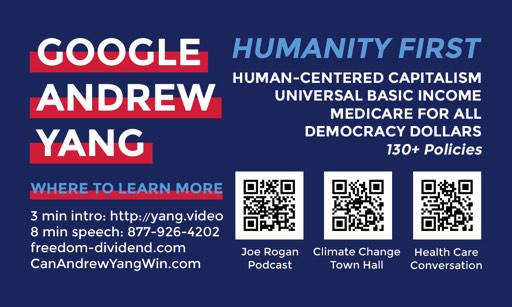 GOOGLE
ANDREW
YANG
WHERE TO LEARN MORE
3 min intro: http://yang.video
8 min speech: 877-926-4202
freedom-dividend.com
CanAndrewYangWin.com
HUMANITY FIRST
HUMAN-CENTERED CAPITALISM
UNIVERSAL BASIC INCOME
MEDICARE FOR ALL
DEMOCRACY DOLLARS
130+ Policies
Joe Rogan
Podcast
Climate Change
Town Hall
Health Care
Conversation